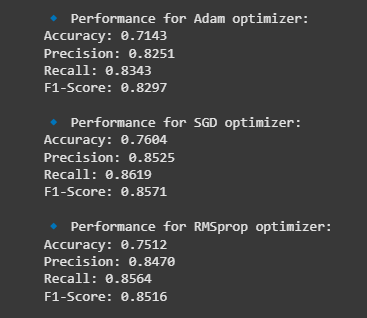 🔹 Performance for Adam optimizer:
Accuracy: 0.7143
Precision: 0.8251
Recall: 0.8343
F1-Score: 0.8297
🔹 Performance for SGD optimizer:
Accuracy: 0.7604
Precision: 0.8525
Recall: 0.8619
F1-Score: 0.8571
🔹 Performance for RMSprop optimizer:
Accuracy: 0.7512
Precision: 0.8470
Recall: 0.8564
F1-Score: 0.8516